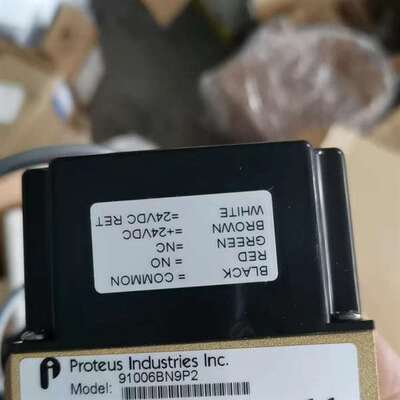 BLACK = COMMON
RED = NO
GREEN =NC
BROWN =+24VDC
WHITE =24VDC RET
Proteus Industries Inc.
Model: 91006BN9P2